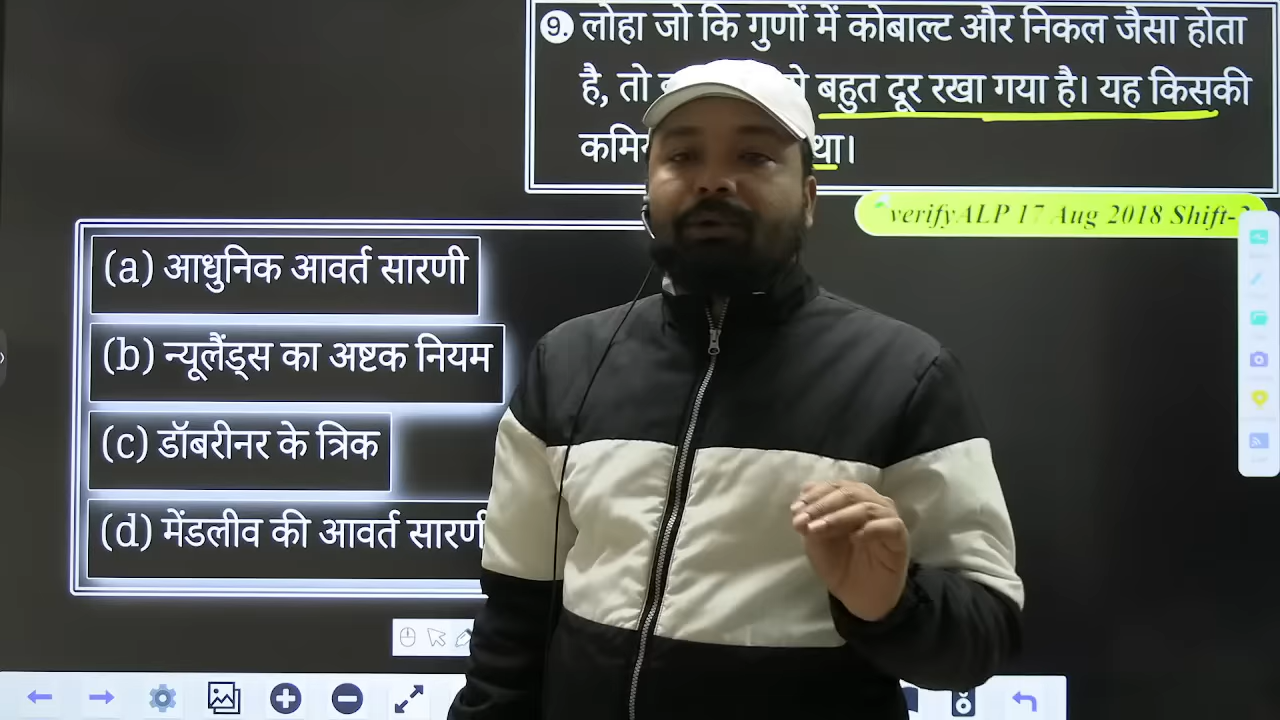 9. लोहा जो कि गुणों में कोबाल्ट और निकल जैसा होता
है, तो बहुत दूर रखा गया है। यह किसकी
था।
verifyALP 17 Aug 2018 Shift-
(a) आधुनिक आवर्त सारणी
(b) न्यूलैंड्स का अष्टक नियम
(c) डॉबरीनर के त्रिक
(d) मेंडलीव की आवर्त सारणी